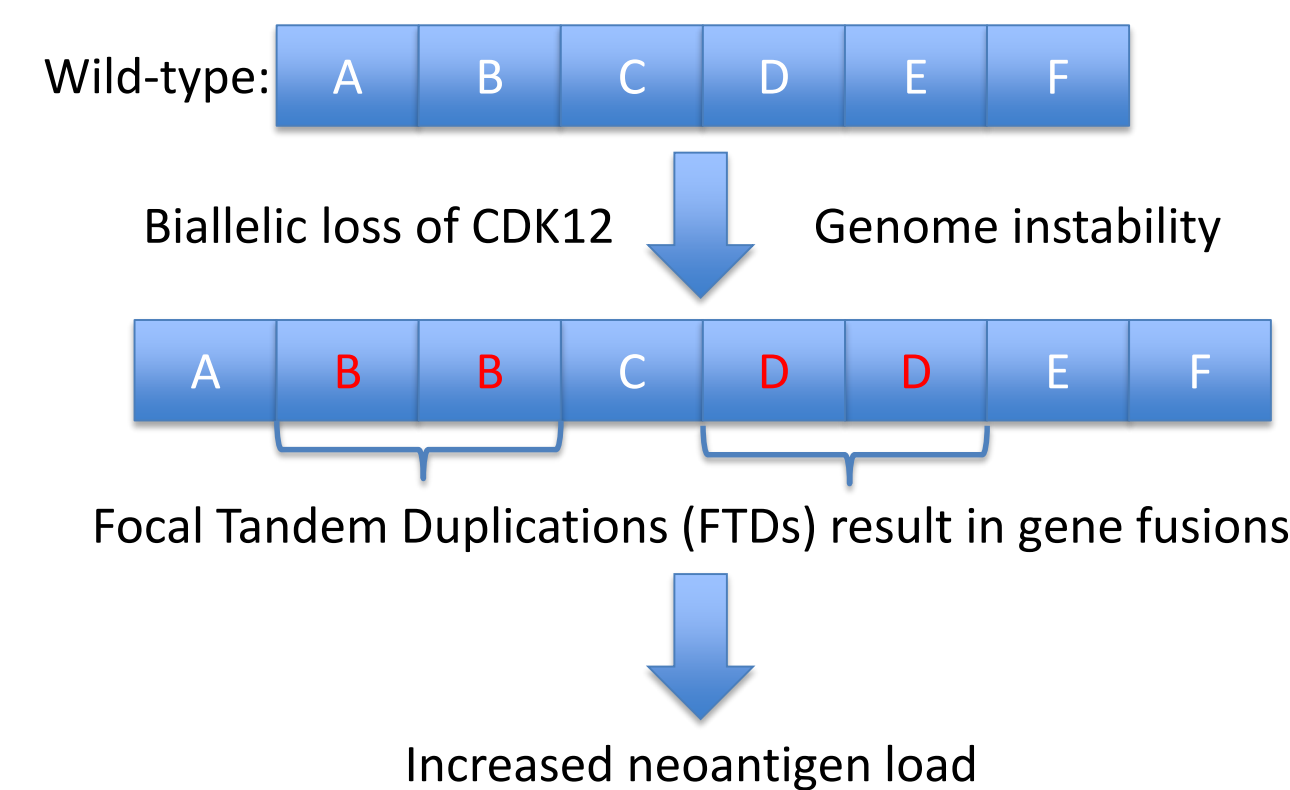 Wild-type: A B C D E F
Biallelic loss of CDK12 Genome instability
A B B C D D E F
Focal Tandem Duplications (FTDs) result in gene fusions
Increased neoantigen load